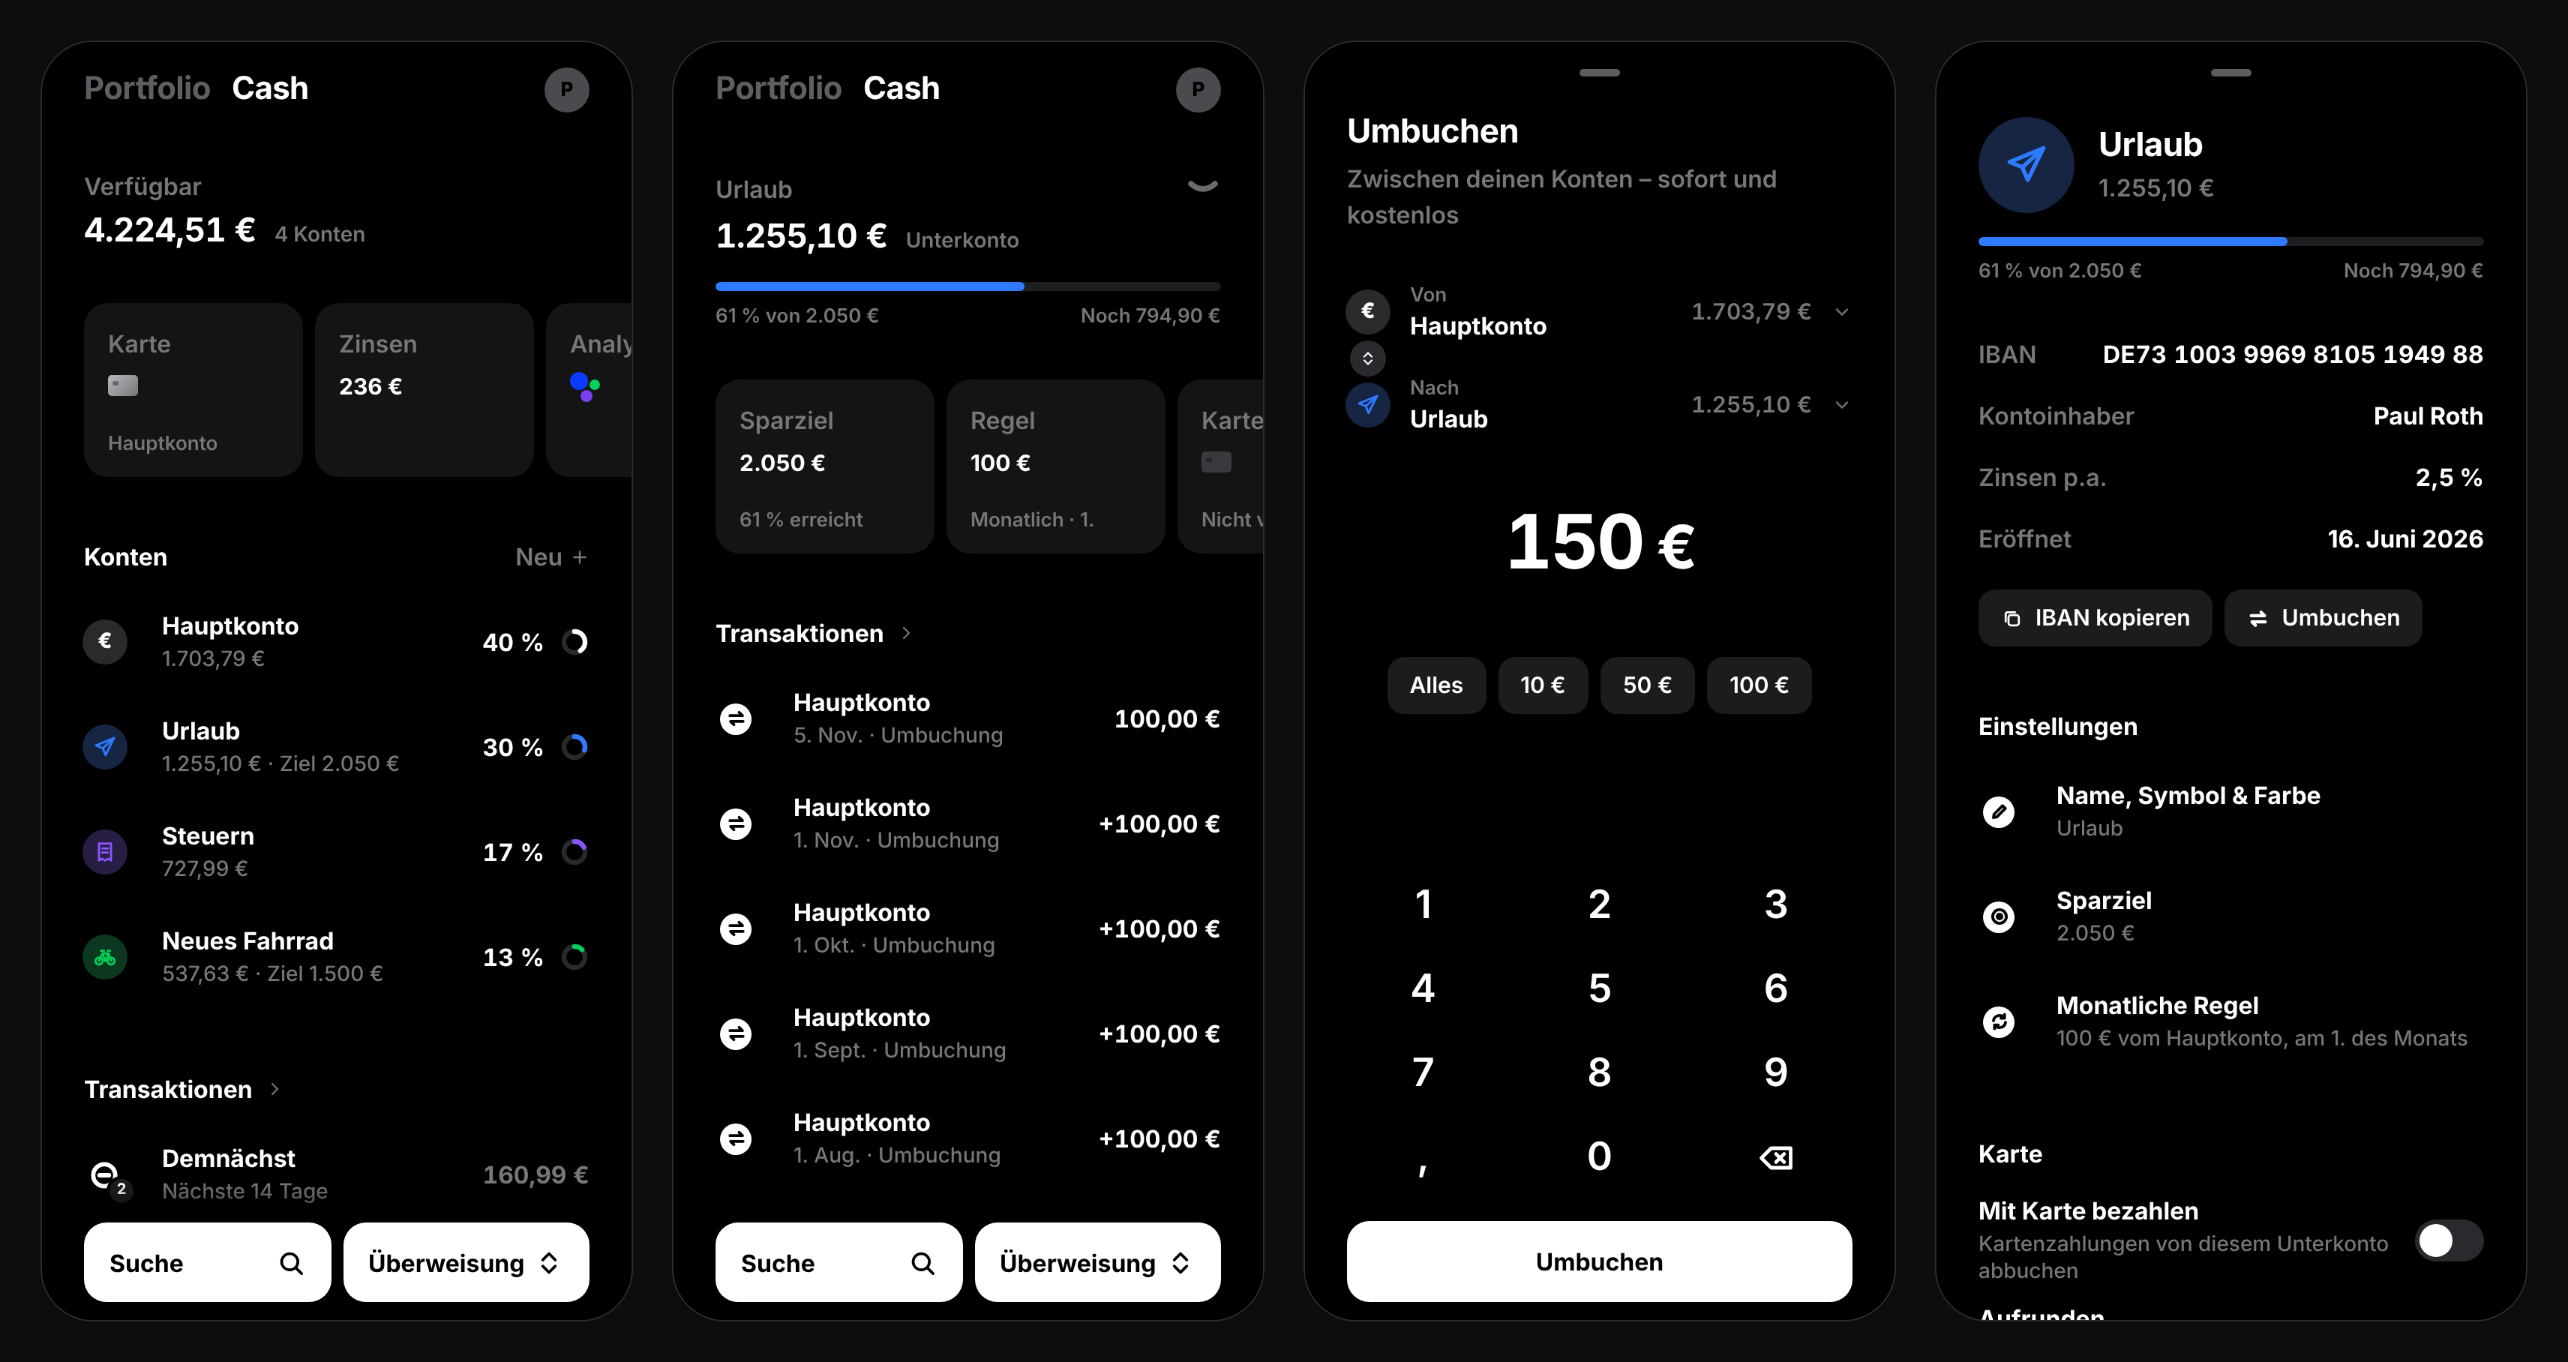 Portfolio Cash
P
Verfügbar
4.224,51 € 4 Konten
Karte
Hauptkonto
Zinsen
236 €
Analy
Konten
Neu +
Hauptkonto
1.703,79 €
40 %
Urlaub
1.255,10 € · Ziel 2.050 €
30 %
Steuern
727,99 €
17 %
Neues Fahrrad
537,63 € · Ziel 1.500 €
13 %
Transaktionen
2
Demnächst
Nächste 14 Tage
160,99 €
Suche
Überweisung
Portfolio Cash
P
Urlaub
1.255,10 € Unterkonto
61 % von 2.050 €
Noch 794,90 €
Sparziel
2.050 €
61 % erreicht
Regel
100 €
Monatlich · 1.
Karte
Nicht v
Transaktionen
Hauptkonto
5. Nov. · Umbuchung
100,00 €
Hauptkonto
1. Nov. · Umbuchung
+100,00 €
Hauptkonto
1. Okt. · Umbuchung
+100,00 €
Hauptkonto
1. Sept. · Umbuchung
+100,00 €
Hauptkonto
1. Aug. · Umbuchung
+100,00 €
Suche
Überweisung
Umbuchen
Zwischen deinen Konten – sofort und
kostenlos
€
Von
Hauptkonto
1.703,79 €
Nach
Urlaub
1.255,10 €
150 €
Alles
10 €
50 €
100 €
1 2 3
4 5 6
7 8 9
, 0
Umbuchen
Urlaub
1.255,10 €
61 % von 2.050 €
Noch 794,90 €
IBAN DE73 1003 9969 8105 1949 88
Kontoinhaber Paul Roth
Zinsen p.a. 2,5 %
Eröffnet 16. Juni 2026
IBAN kopieren
Umbuchen
Einstellungen
Name, Symbol & Farbe
Urlaub
Sparziel
2.050 €
Monatliche Regel
100 € vom Hauptkonto, am 1. des Monats
Karte
Mit Karte bezahlen
Kartenzahlungen von diesem Unterkonto
abbuchen
Aufrunden